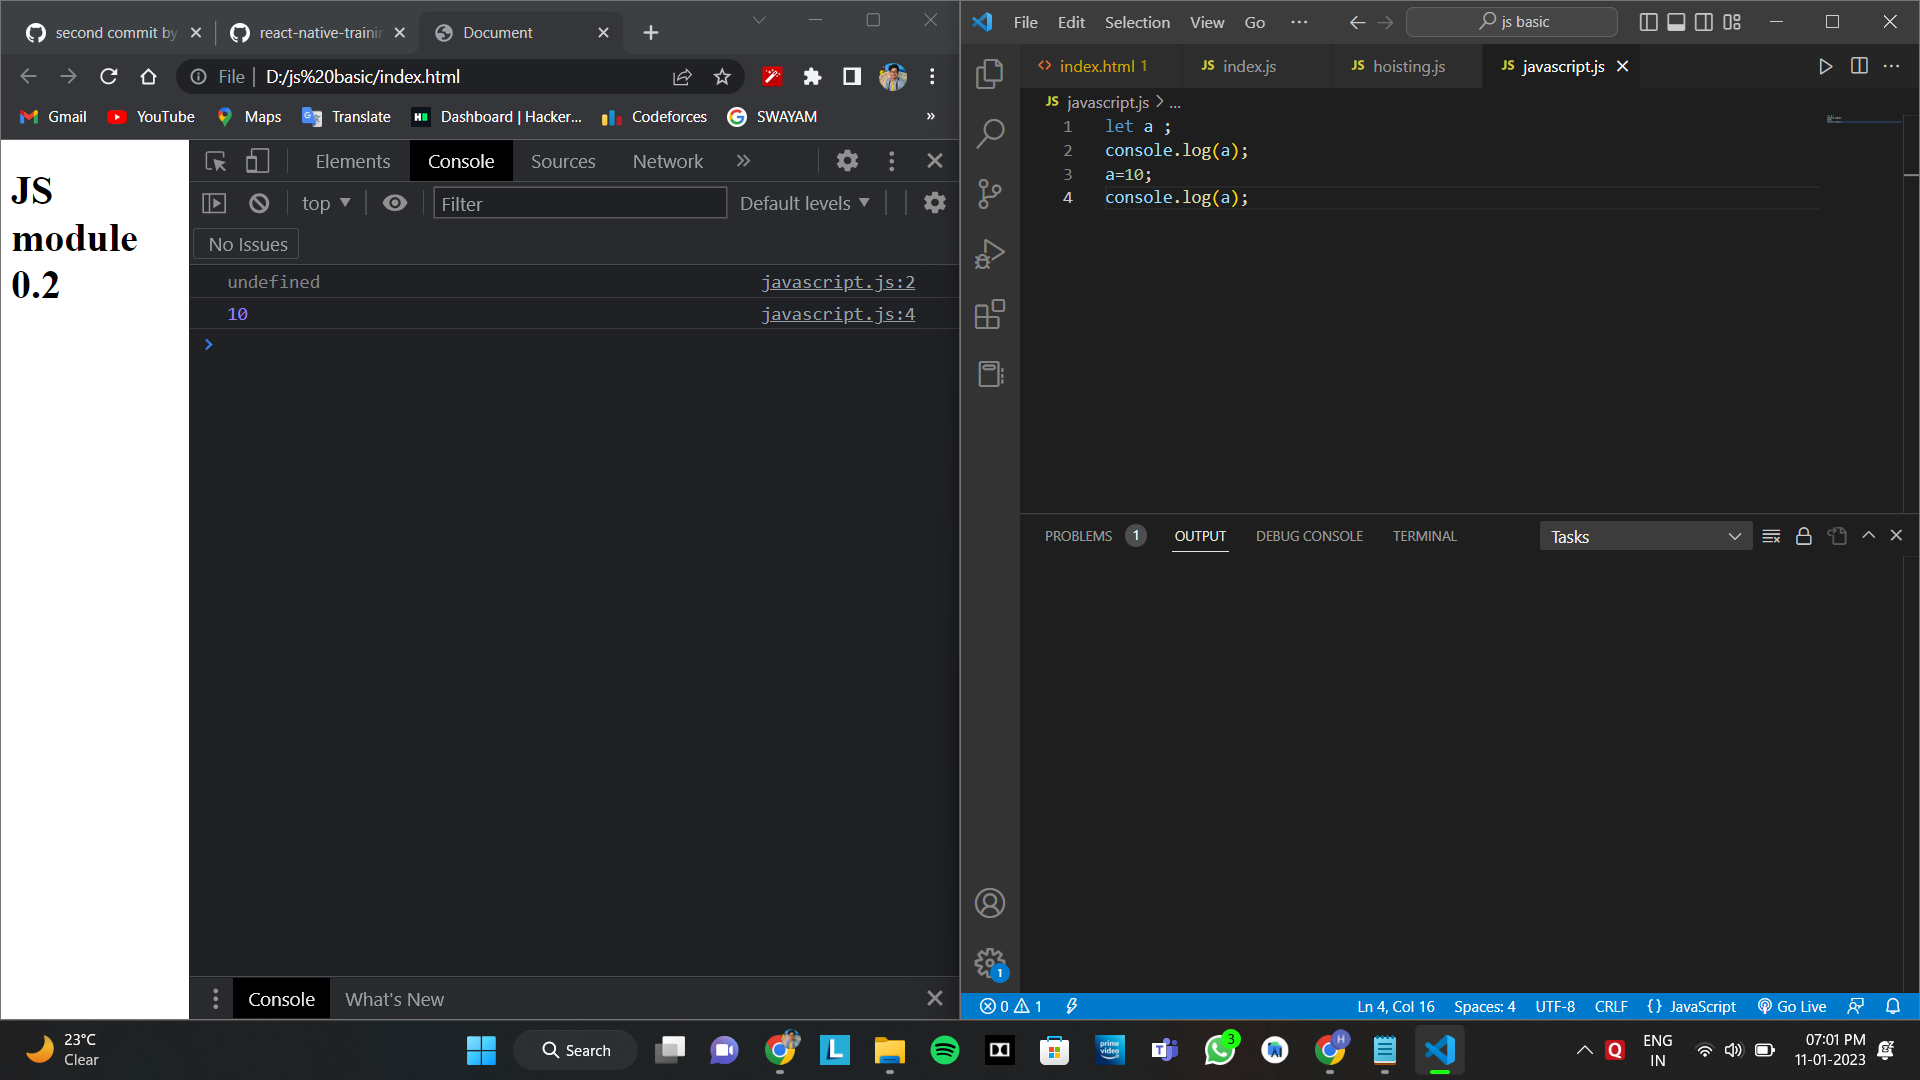 second commit by
react-native-traini
Document
File
D:/js%20basic/index.html
Gmail
YouTube
Maps
Translate
Dashboard | Hacker...
Codeforces
SWAYAM
»
JS
module
0.2
Elements
Console
Sources
Network
»
top
Filter
Default levels
No Issues
undefined
javascript.js:2
10
javascript.js:4
Console
What's New
File
Edit
Selection
View
Go
js basic
index.html 1
JS index.js
JS hoisting.js
JS javascript.js
JS javascript.js > ...
1 let a ;
2 console.log(a);
3 a=10;
4 console.log(a);
PROBLEMS 1
OUTPUT
DEBUG CONSOLE
TERMINAL
Tasks
1
0
1
Ln 4, Col 16
Spaces: 4
UTF-8
CRLF
{} JavaScript
Go Live
23°C
Clear
Search
L
prime video
T
3
H
Q
ENG
IN
07:01 PM
11-01-2023